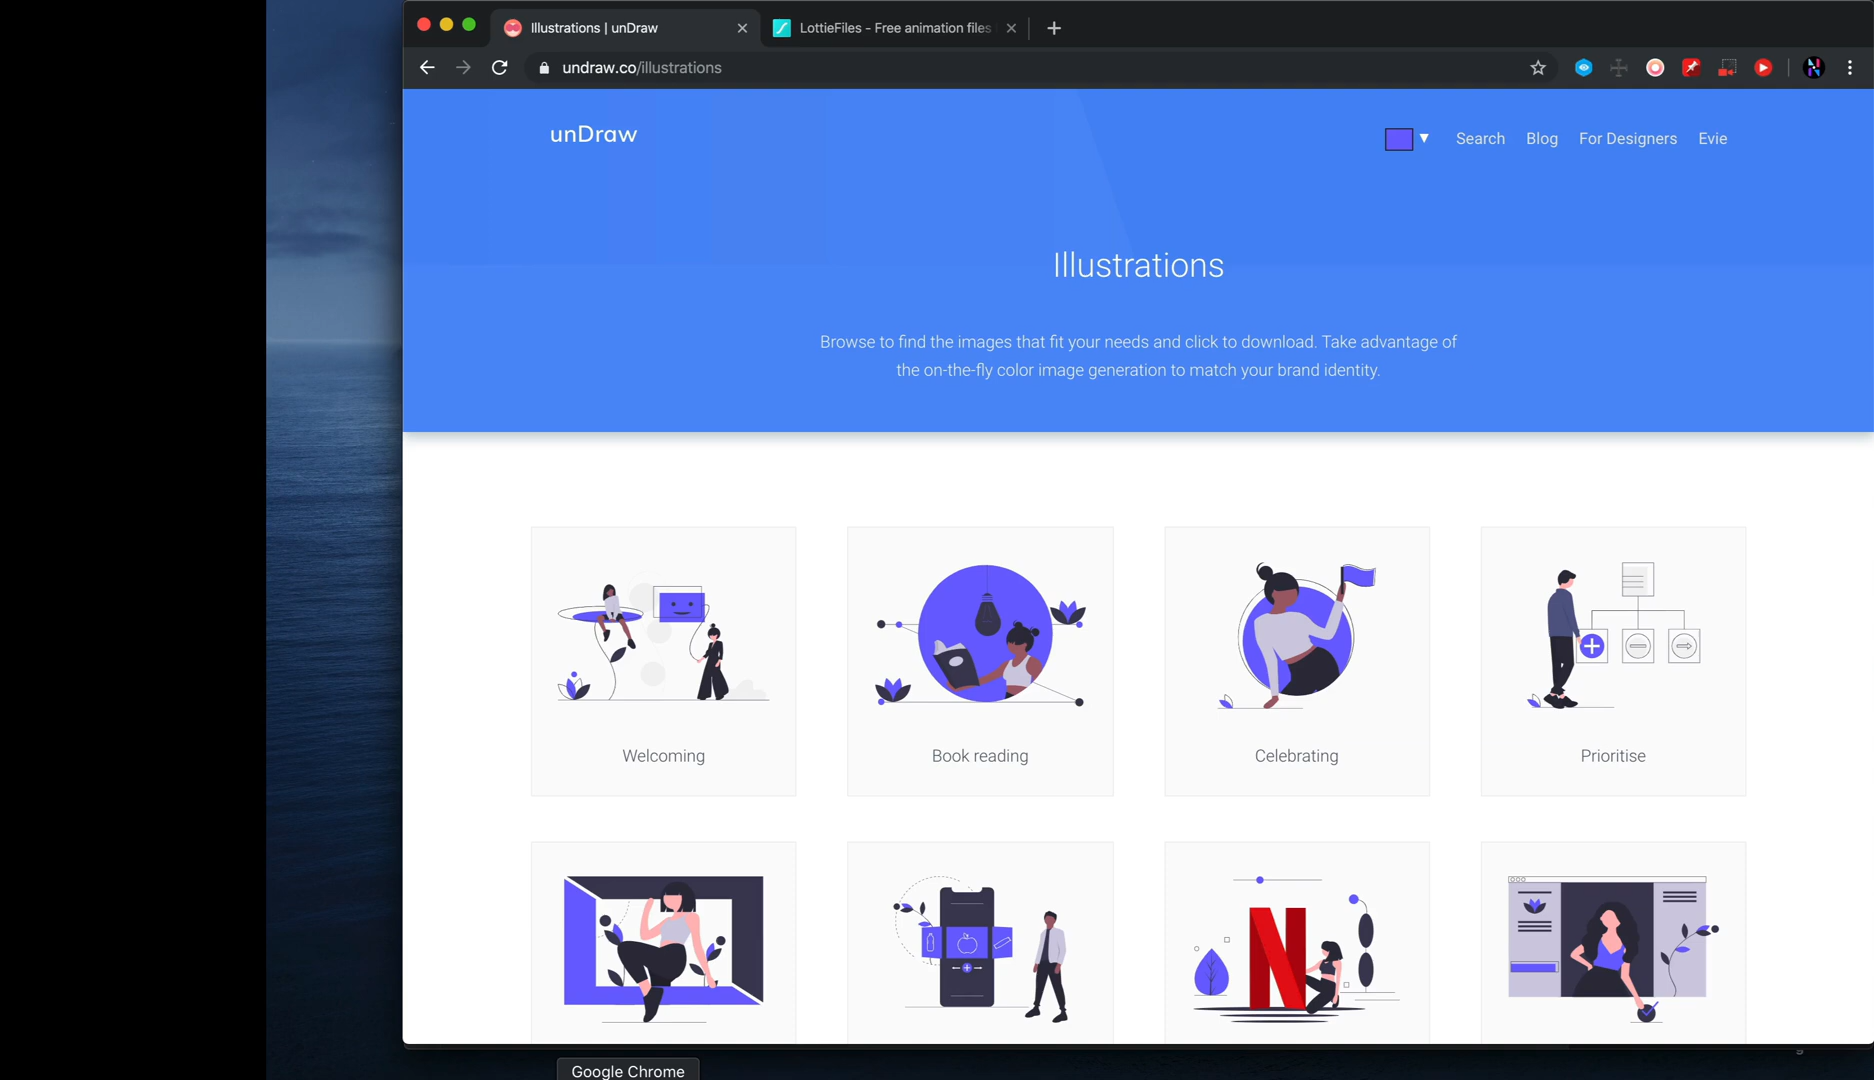 Illustrations | unDraw
LottieFiles - Free animation files
undraw.co/illustrations
unDraw
Search Blog For Designers Evie
Illustrations
Browse to find the images that fit your needs and click to download. Take advantage of
the on-the-fly color image generation to match your brand identity.
Welcoming
Book reading
Celebrating
Prioritise
Google Chrome